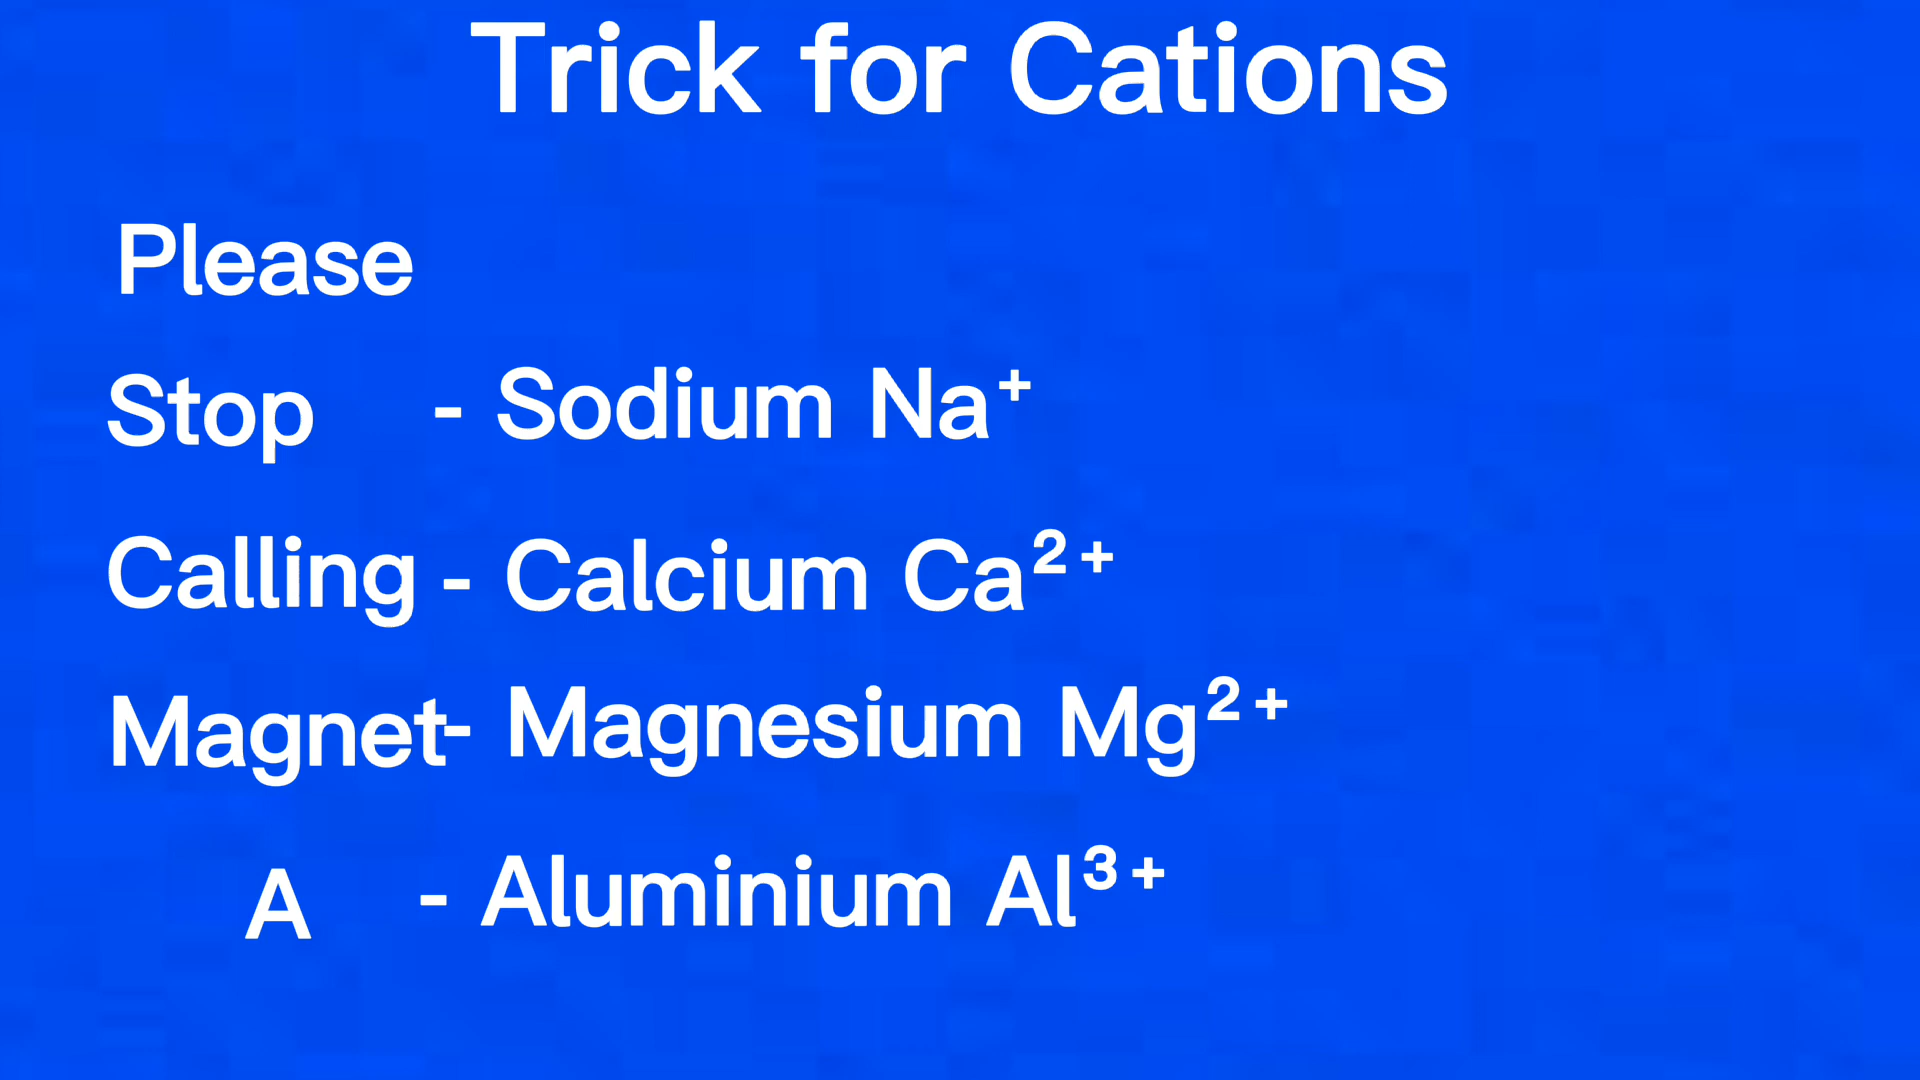 Trick for Cations
Please
Stop - Sodium Na⁺
Calling - Calcium Ca²⁺
Magnet- Magnesium Mg²⁺
A - Aluminium Al³⁺